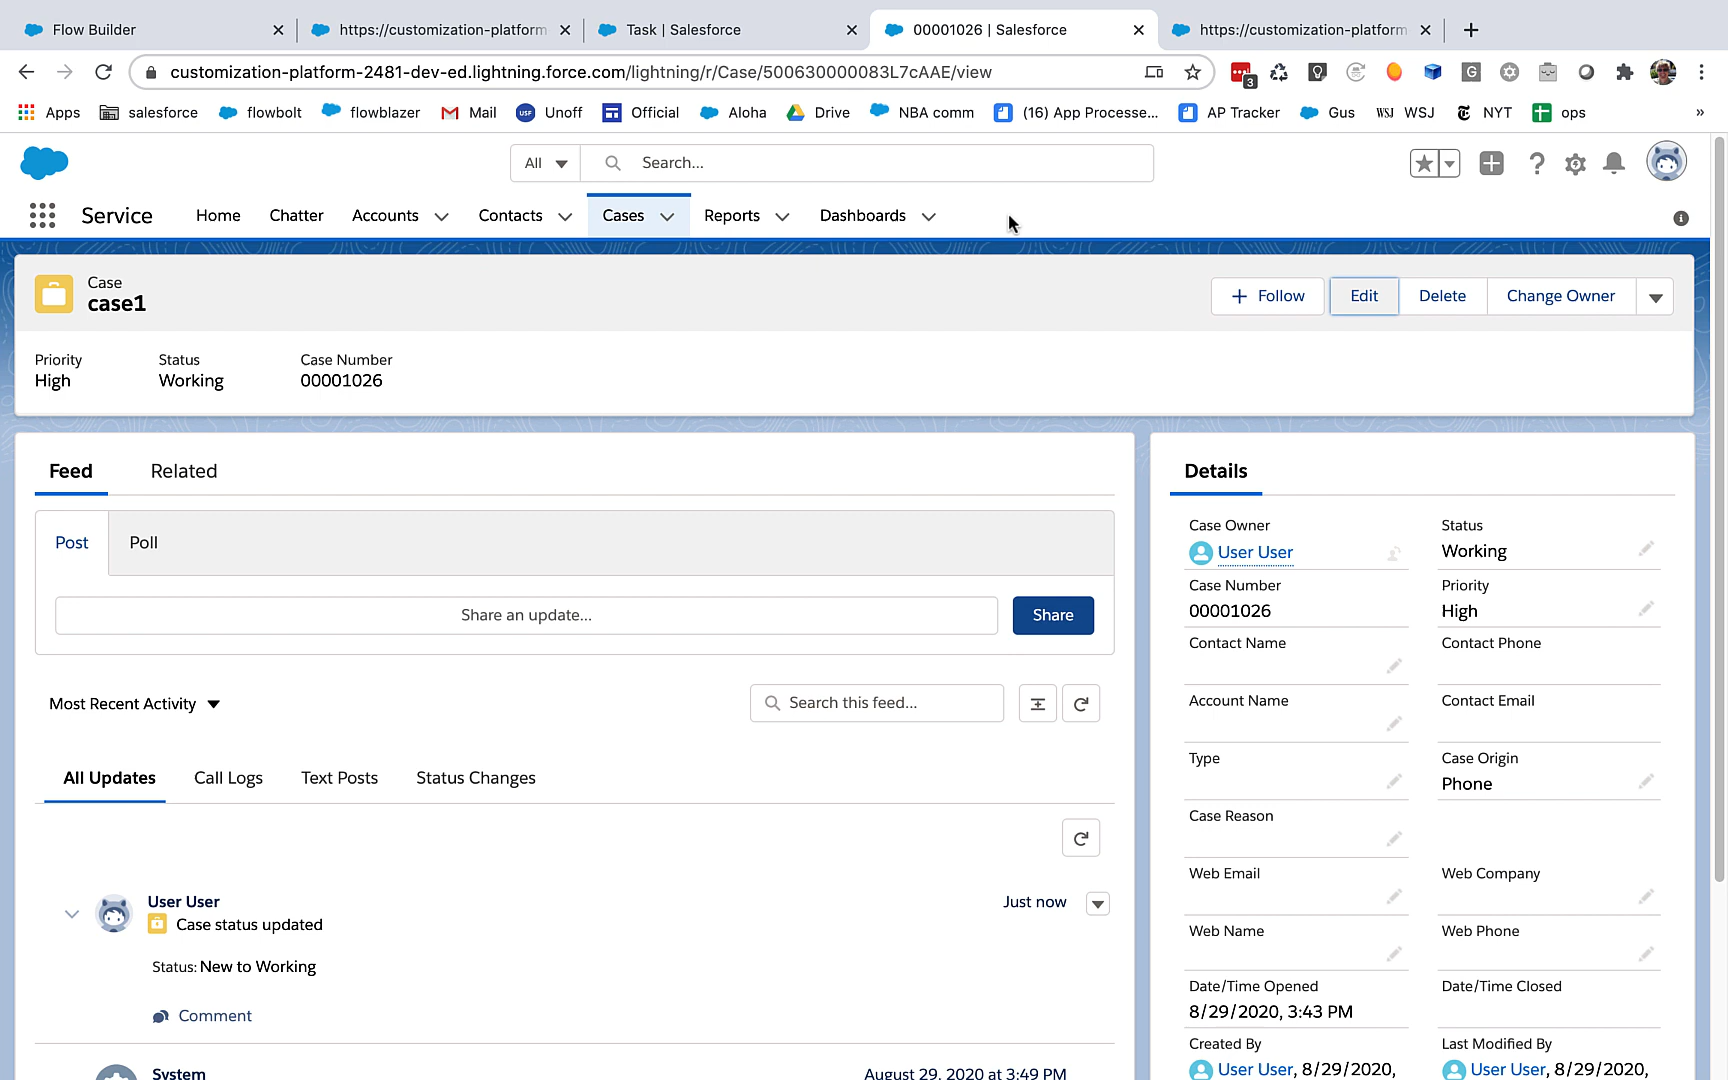 Flow Builder
https://customization-platform
Task | Salesforce
00001026 | Salesforce
https://customization-platform
customization-platform-2481-dev-ed.lightning.force.com/lightning/r/Case/500630000083L7cAAE/view
3
G
Apps
salesforce
flowbolt
flowblazer
Mail
USF
Unoff
Official
Aloha
Drive
NBA comm
(16) App Processe...
AP Tracker
Gus
WSJ
WSJ
NYT
ops
»
All
Search...
Service
Home
Chatter
Accounts
Contacts
Cases
Reports
Dashboards
Case
case1
Follow
Edit
Delete
Change Owner
Priority
High
Status
Working
Case Number
00001026
Feed
Related
Post
Poll
Share an update...
Share
Most Recent Activity
Search this feed...
All Updates
Call Logs
Text Posts
Status Changes
User User
Just now
Case status updated
Status: New to Working
Comment
System
August 29, 2020 at 3:49 PM
Details
Case Owner
User User
Status
Working
Case Number
00001026
Priority
High
Contact Name
Contact Phone
Account Name
Contact Email
Type
Case Origin
Phone
Case Reason
Web Email
Web Company
Web Name
Web Phone
Date/Time Opened
8/29/2020, 3:43 PM
Date/Time Closed
Created By
User User, 8/29/2020,
Last Modified By
User User, 8/29/2020,